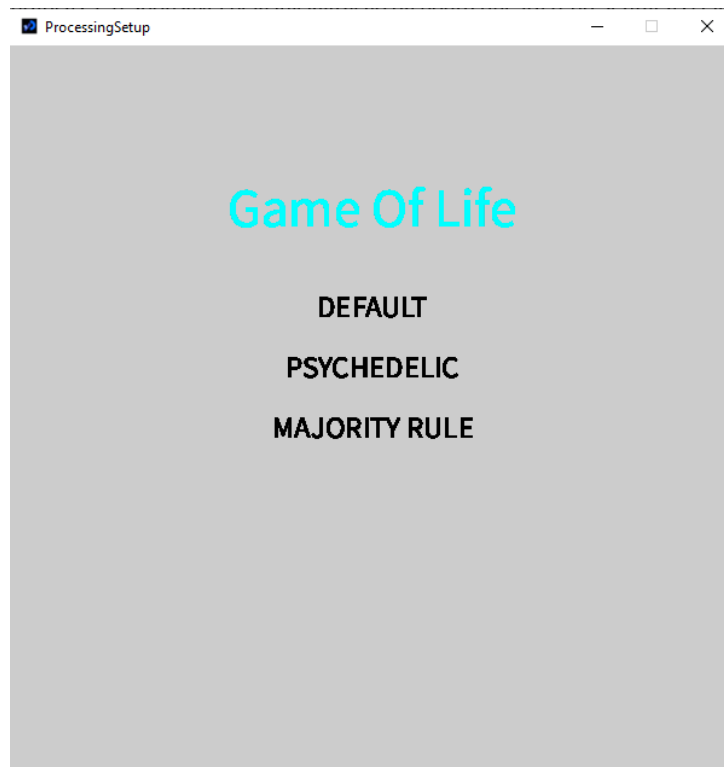 ProcessingSetup
Game Of Life
DEFAULT
PSYCHEDELIC
MAJORITY RULE